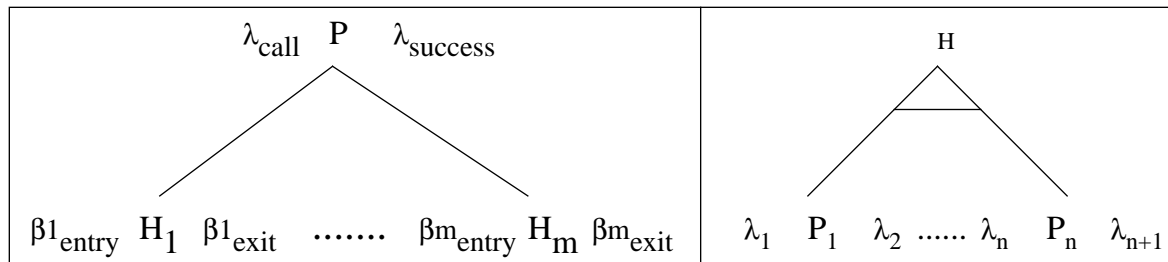 λcall P λsuccess
β1entry H1 β1exit ....... βmentry Hm βmexit
H
λ1 P1 λ2 ...... λn Pn λn+1